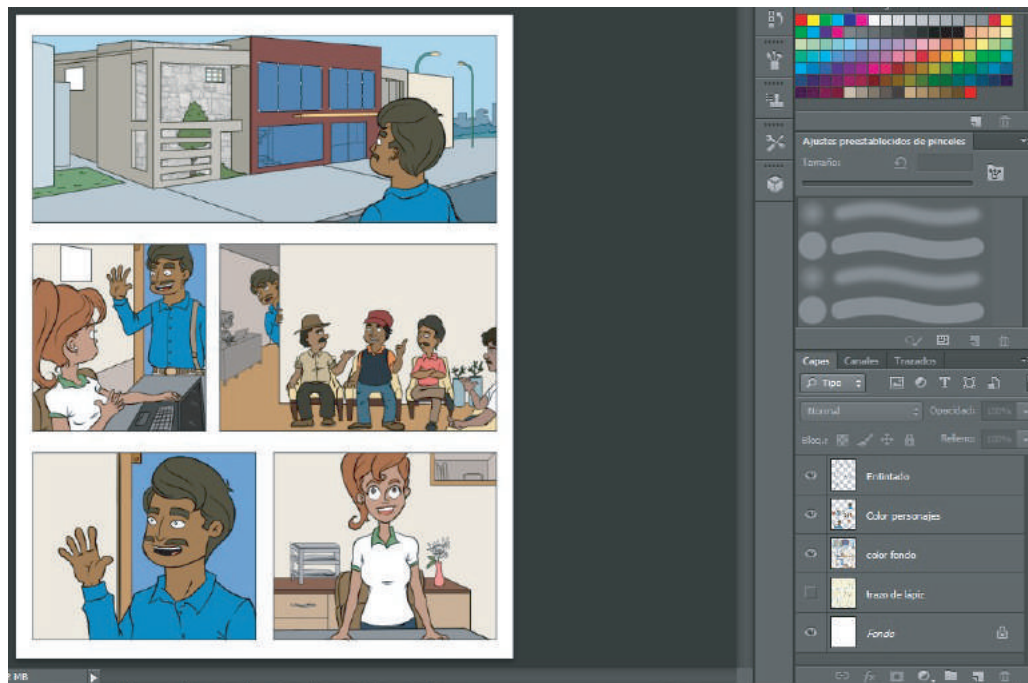 Ajustes preestablecidos de pinceles
Tamaño:
Capas Canales Trazados
Tipo
Normal Opacidad: 100%
Relleno: 100%
Entintado
Color personajes
color fondo
trazo de lápiz
Fondo
MB